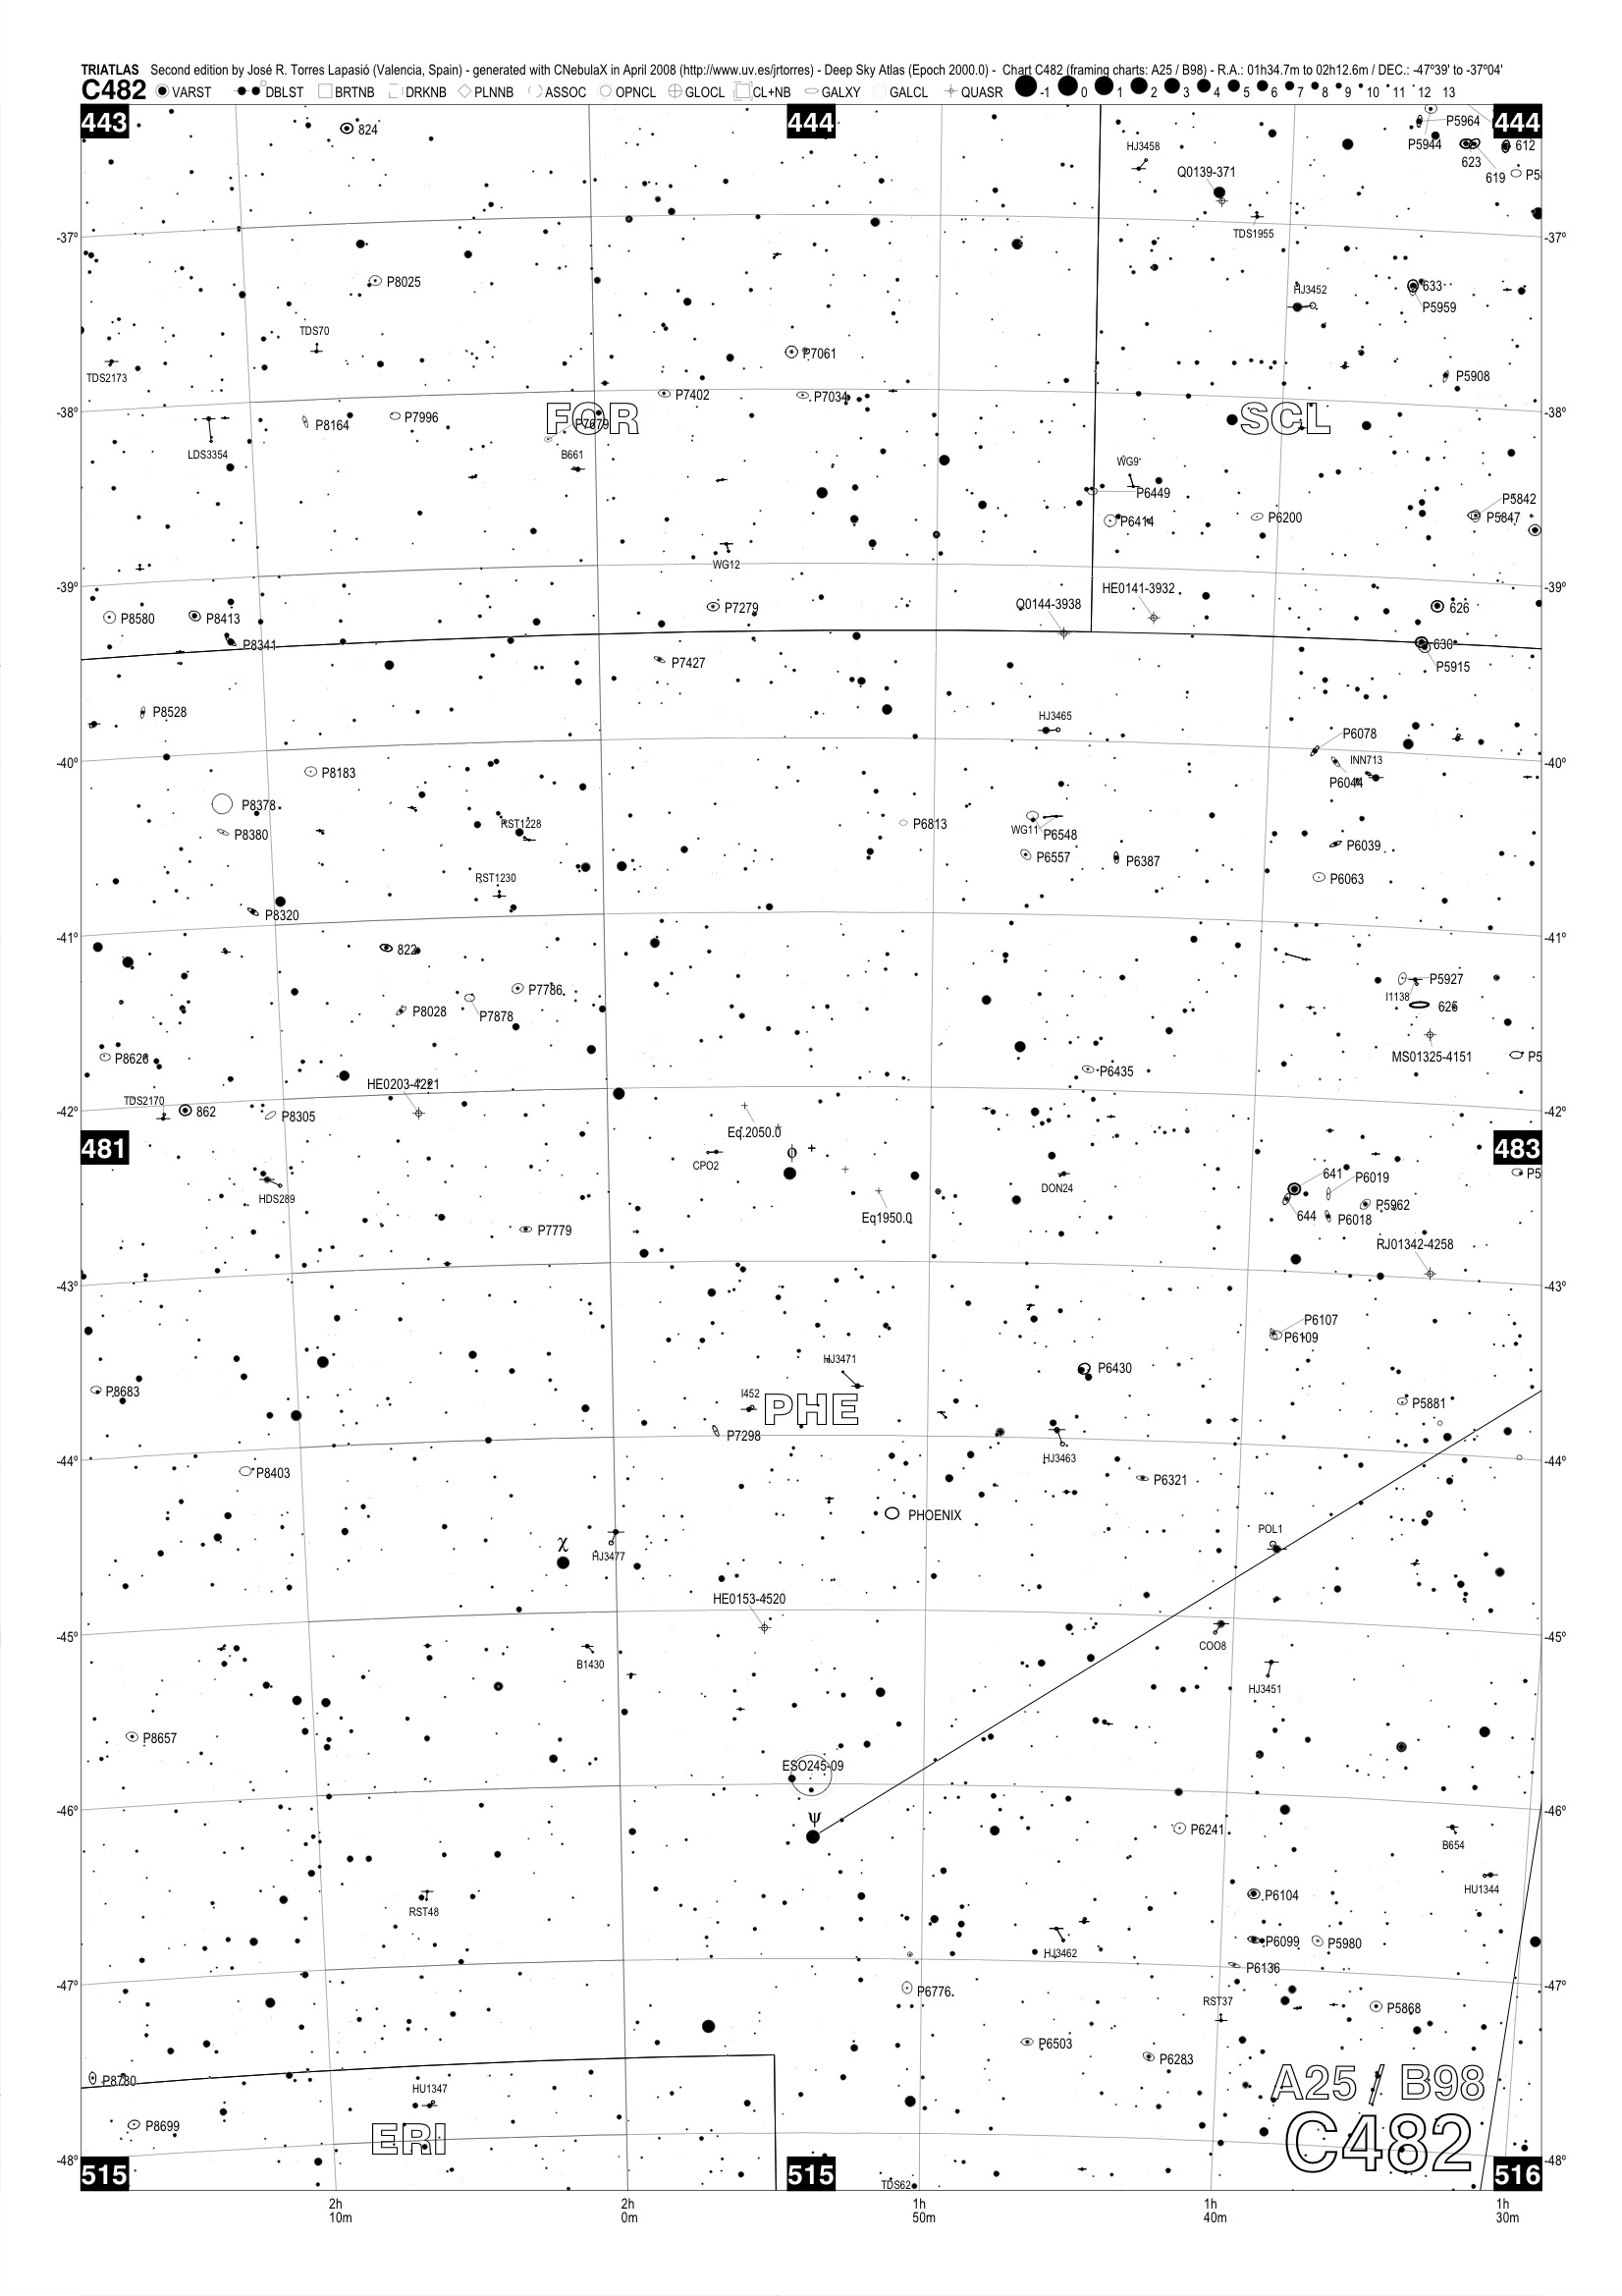 TRIATLAS Second edition by José R. Torres Lapasió (Valencia, Spain) - generated with CNebulaX in April 2008 (http://www.uv.es/jrtorres) - Deep Sky Atlas (Epoch 2000.0) - Chart C482 (framing charts: A25 / B98) - R.A.: 01h34.7m to 02h12.6m / DEC.: -47°39' to -37°04'
C482 VARST DBLST BRTNB DRKNB PLNNB ASSOC OPNCL GLOCL CL+NB GALXY GALCL QUASR -1 0 1 2 3 4 5 6 7 8 9 10 11 12 13
443 824 444 P5964 444
HJ3458 P5944 612
623
Q0139-371 619
TDS1955
-37° -37°
P8025 633
HJ3452
P5959
TDS70
P7061
TDS2173 P5908
P7402 P7034
-38° -38°
P8164 P7996 FOR P7679 SCL
LDS3354 B661 WG9
P6449 P5842
P6414 P6200 P5847
WG12
-39° HE0141-3932 -39°
Q0144-3938
P8580 P8413 P7279 626
P8341 630
P7427 P5915
P8528 HJ3465
P6078
-40° INN713 -40°
P8183 P6044
P8378
RST1228 P6813
P8380 WG11 P6548
P6039
P6557 P6387
RST1230 P6063
P8320
-41° -41°
822
P5927
P7786
I1138
P8028 P7878 625
P8626 MS01325-4151
P6435
HE0203-4221
TDS2170
862 P8305 -42°
-42°
Eq.2050.0
481 φ 483
CPO2
641 P6019
HDS289 DON24
P5962
Eq1950.0 644 P6018
P7779
RJ01342-4258
-43° -43°
P6107
P6109
HJ3471
P6430
P8683 I452
PHE P5881
P7298
-44° HJ3463 -44°
P8403
P6321
PHOENIX
χ POL1
HJ3477
HE0153-4520
-45° -45°
COO8
B1430
HJ3451
P8657
ESO245-09
-46° -46°
ψ
P6241
B654
HU1344
P6104
RST48
P6099 P5980
HJ3462
P6136
-47° -47°
P6776
RST37
P5868
P6503
P6283
P8780 HU1347 A25 / B98
P8699 ERI C482
-48° -48°
515 515 516
TDS62
2h 2h 1h 1h 1h
10m 0m 50m 40m 30m